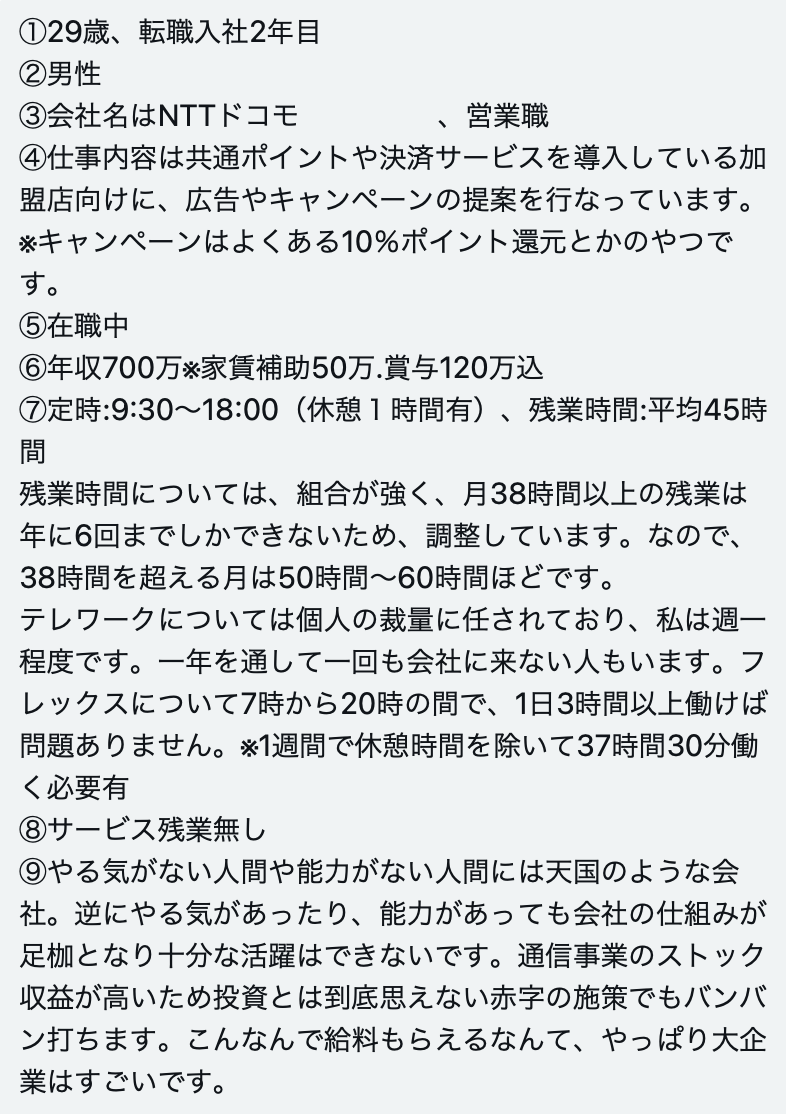 ①29歳、転職入社2年目
②男性
③会社名はNTTドコモ　　　　　、営業職
④仕事内容は共通ポイントや決済サービスを導入している加
盟店向けに、広告やキャンペーンの提案を行なっています。
※キャンペーンはよくある10%ポイント還元とかのやつで
す。
⑤在職中
⑥年収700万※家賃補助50万.賞与120万込
⑦定時:9:30〜18:00（休憩１時間有）、残業時間:平均45時
間
残業時間については、組合が強く、月38時間以上の残業は
年に6回までしかできないため、調整しています。なので、
38時間を超える月は50時間〜60時間ほどです。
テレワークについては個人の裁量に任されており、私は週一
程度です。一年を通して一回も会社に来ない人もいます。フ
レックスについて7時から20時の間で、1日3時間以上働けば
問題ありません。※1週間で休憩時間を除いて37時間30分働
く必要有
⑧サービス残業無し
⑨やる気がない人間や能力がない人間には天国のような会
社。逆にやる気があったり、能力があっても会社の仕組みが
足枷となり十分な活躍はできないです。通信事業のストック
収益が高いため投資とは到底思えない赤字の施策でもバンバ
ン打ちます。こんなんで給料もらえるなんて、やっぱり大企
業はすごいです。